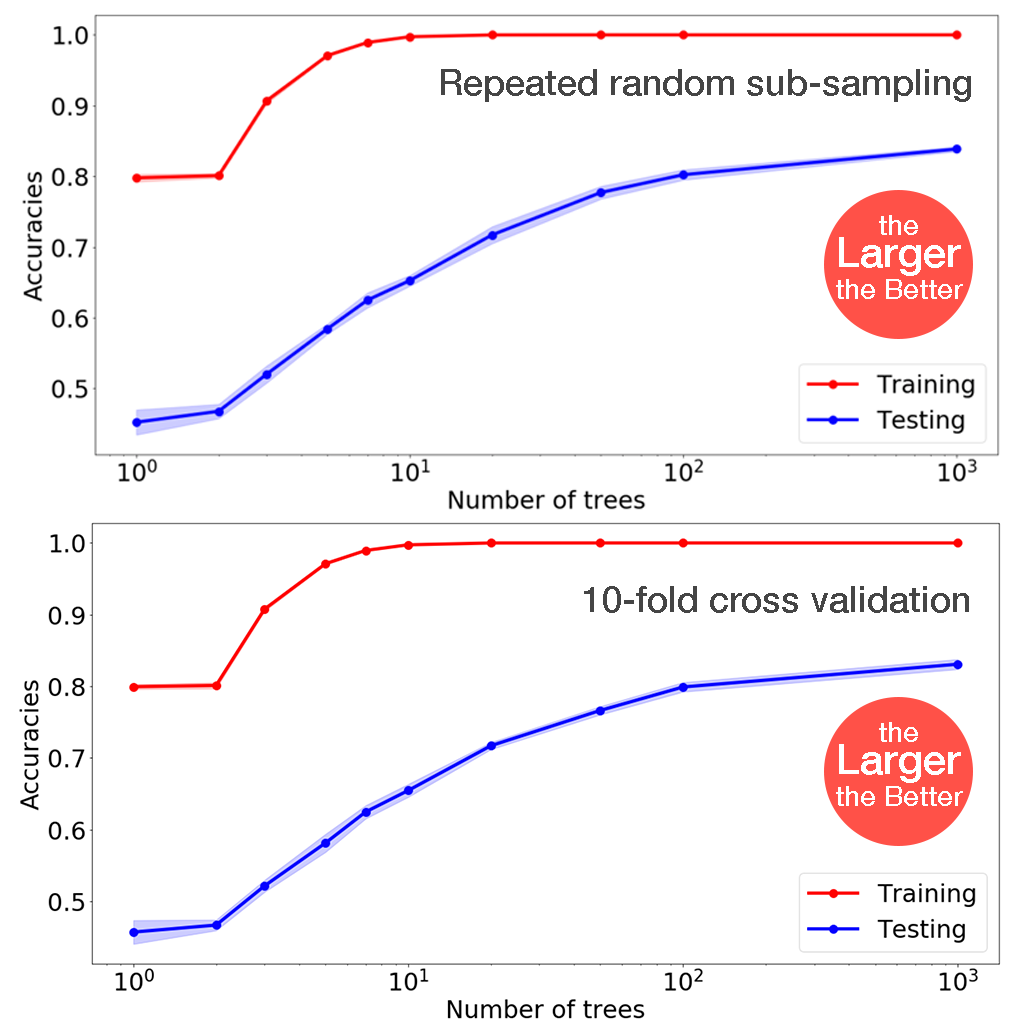 1.0
0.9
0.8
0.7
0.6
0.5
Accuracies
Repeated random sub-sampling
the
Larger
the Better
Training
Testing
10⁰ 10¹ 10² 10³
Number of trees
1.0
0.9
0.8
0.7
0.6
0.5
Accuracies
10-fold cross validation
the
Larger
the Better
Training
Testing
10⁰ 10¹ 10² 10³
Number of trees